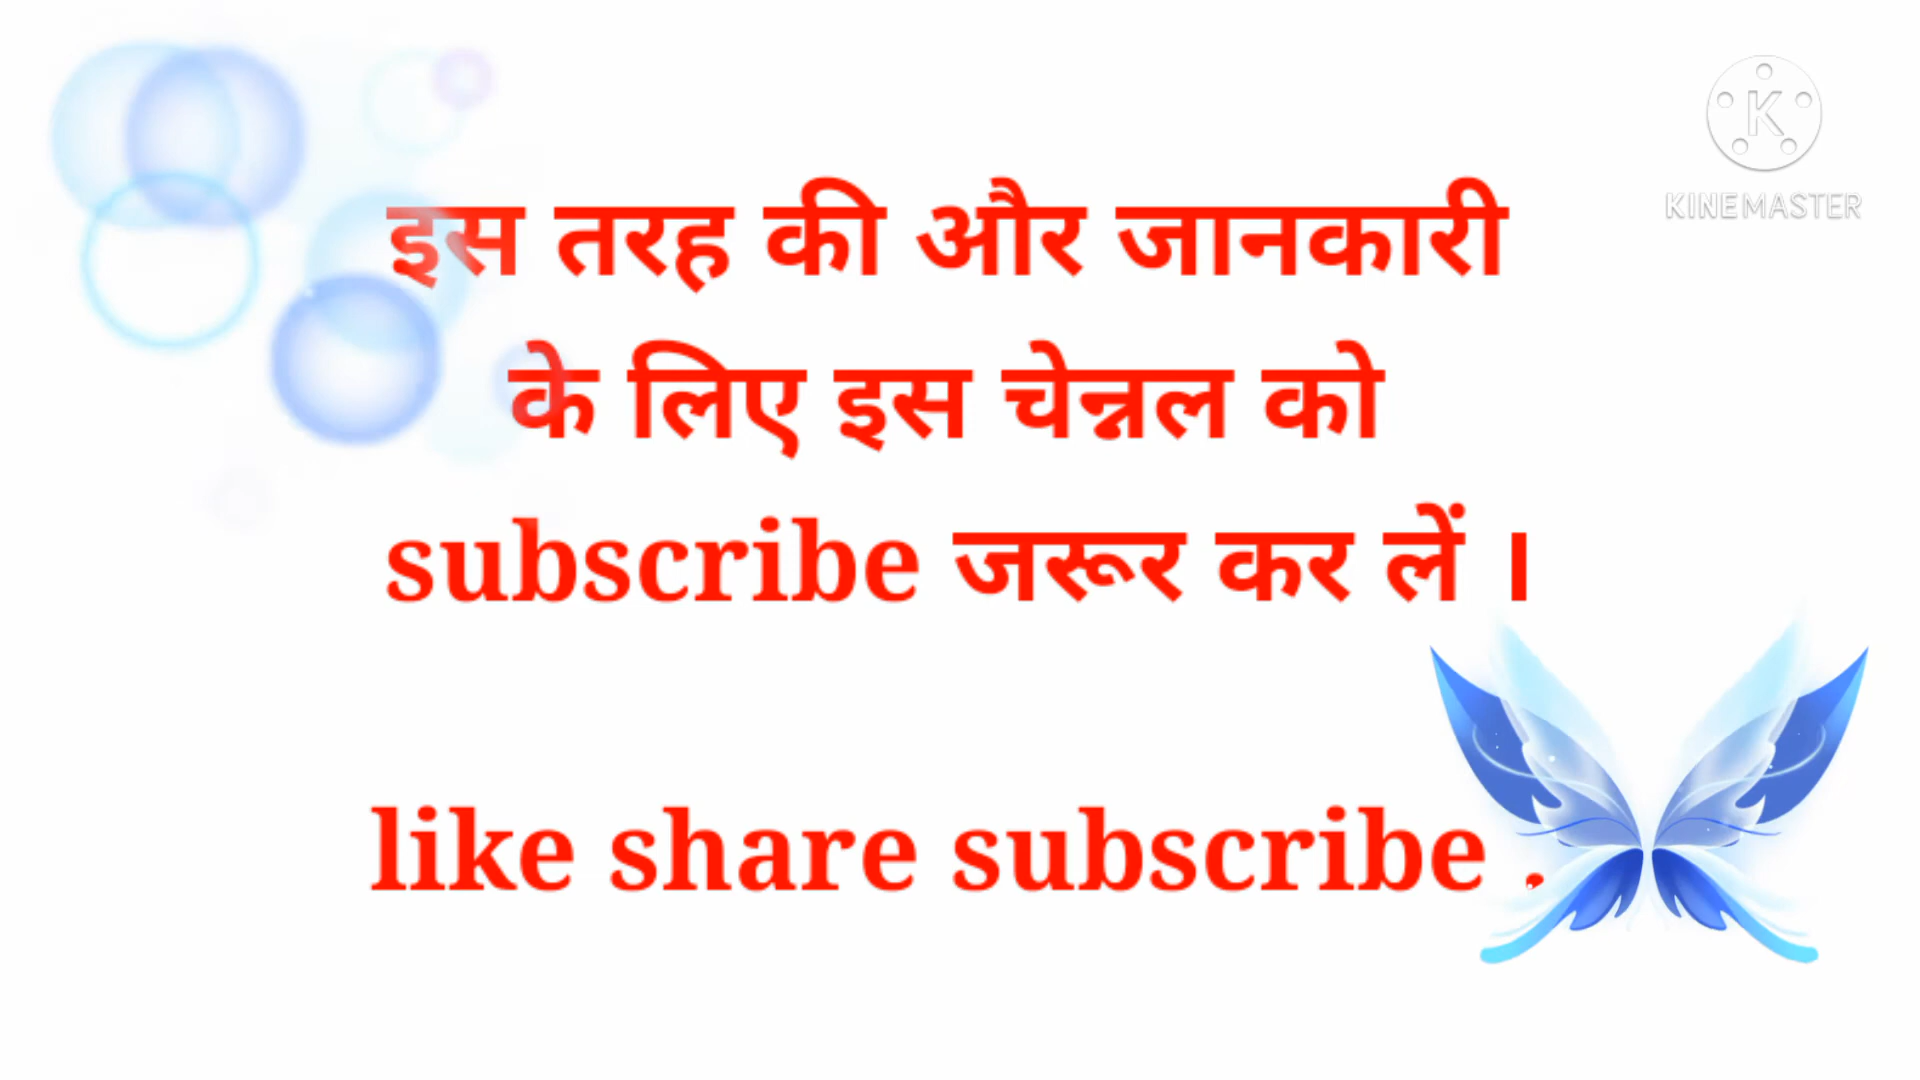 KINEMASTER
इस तरह की और जानकारी
के लिए इस चेन्नल को
subscribe जरूर कर लें ।
like share subscribe .